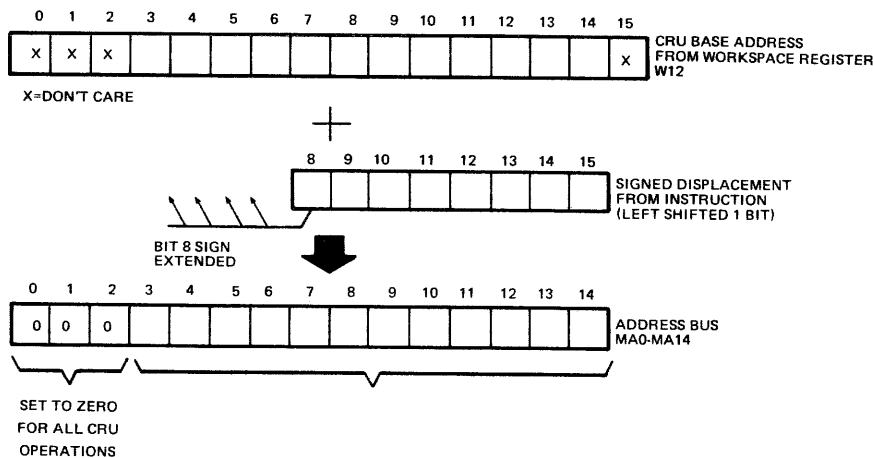 0 1 2 3 4 5 6 7 8 9 10 11 12 13 14 15
X X X X
CRU BASE ADDRESS
FROM WORKSPACE REGISTER
W12
X=DON'T CARE
+
8 9 10 11 12 13 14 15
SIGNED DISPLACEMENT
FROM INSTRUCTION
(LEFT SHIFTED 1 BIT)
BIT 8 SIGN
EXTENDED
0 1 2 3 4 5 6 7 8 9 10 11 12 13 14
0 0 0
ADDRESS BUS
MA0-MA14
SET TO ZERO
FOR ALL CRU
OPERATIONS